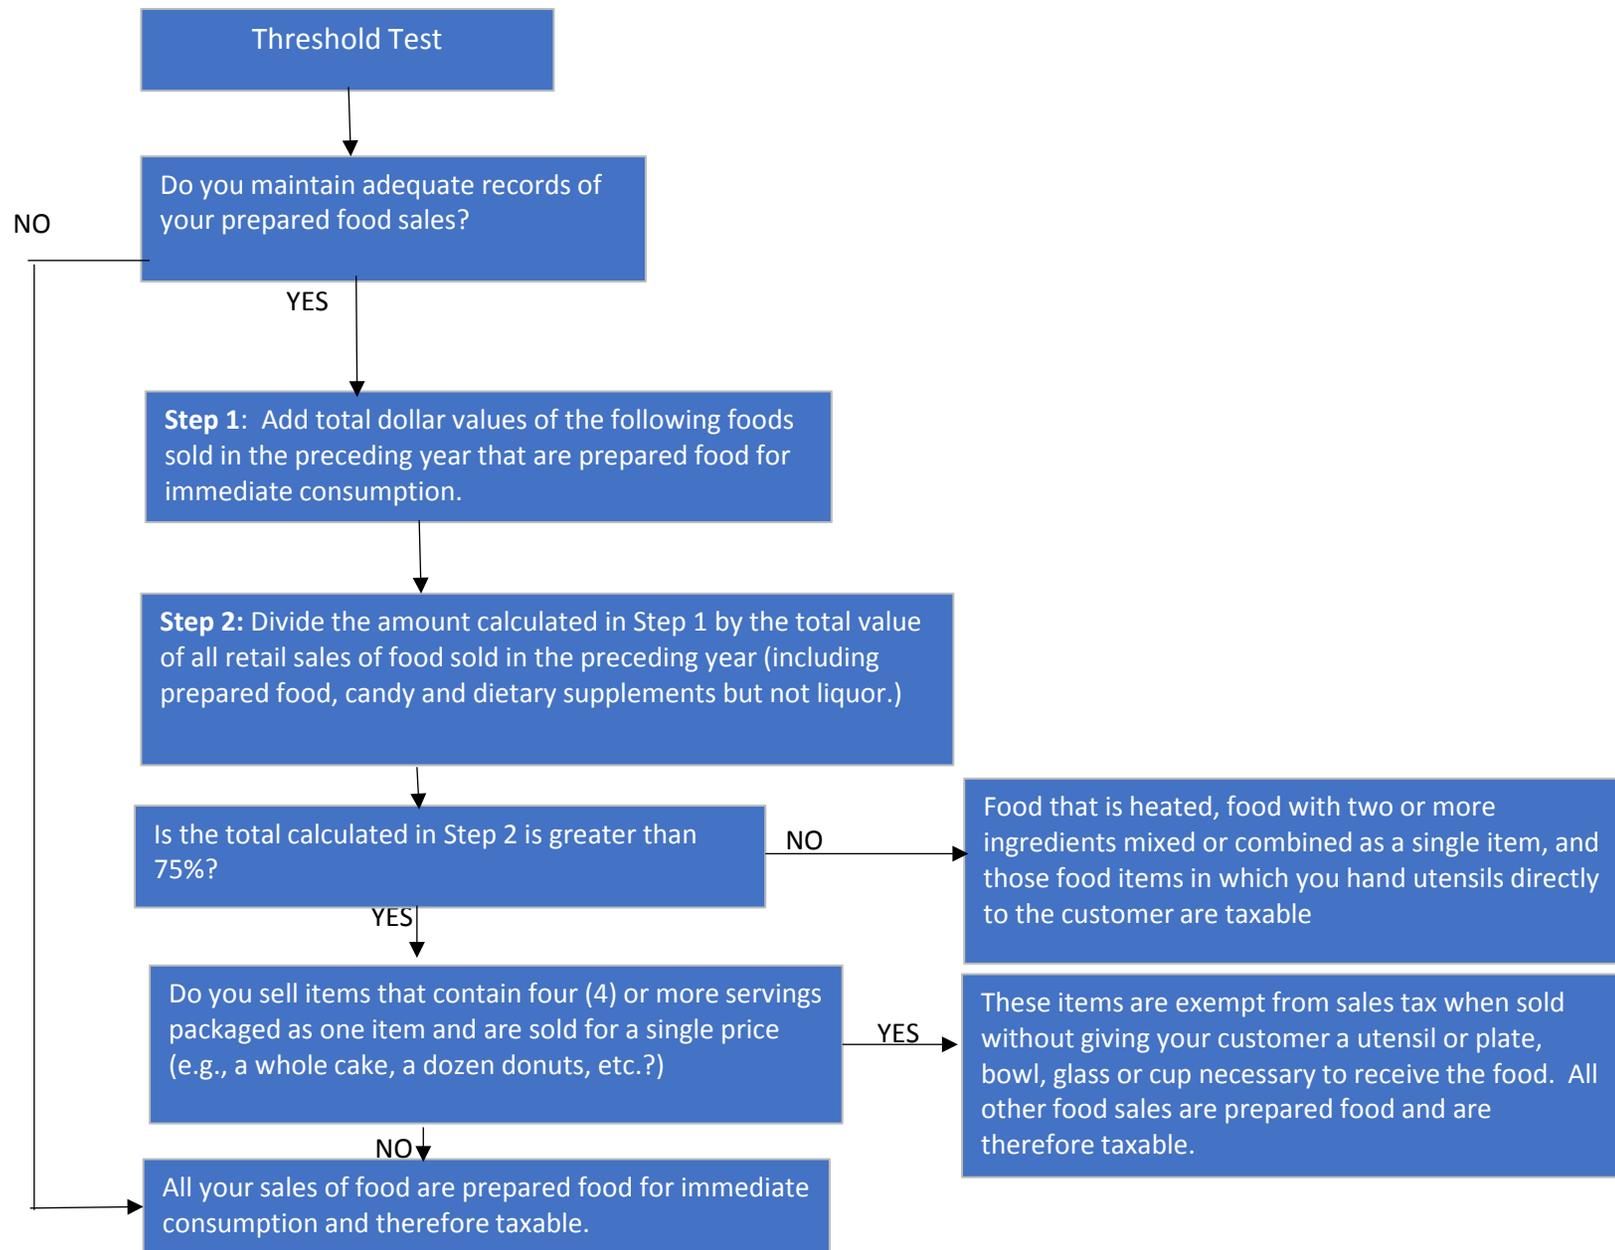 Threshold Test
Do you maintain adequate records of
your prepared food sales?
NO
YES
Step 1:  Add total dollar values of the following foods
sold in the preceding year that are prepared food for
immediate consumption.
Step 2: Divide the amount calculated in Step 1 by the total value
of all retail sales of food sold in the preceding year (including
prepared food, candy and dietary supplements but not liquor.)
Is the total calculated in Step 2 is greater than
75%?
NO
Food that is heated, food with two or more
ingredients mixed or combined as a single item, and
those food items in which you hand utensils directly
to the customer are taxable
YES
Do you sell items that contain four (4) or more servings
packaged as one item and are sold for a single price
(e.g., a whole cake, a dozen donuts, etc.?)
YES
These items are exempt from sales tax when sold
without giving your customer a utensil or plate,
bowl, glass or cup necessary to receive the food.  All
other food sales are prepared food and are
therefore taxable.
NO
All your sales of food are prepared food for immediate
consumption and therefore taxable.